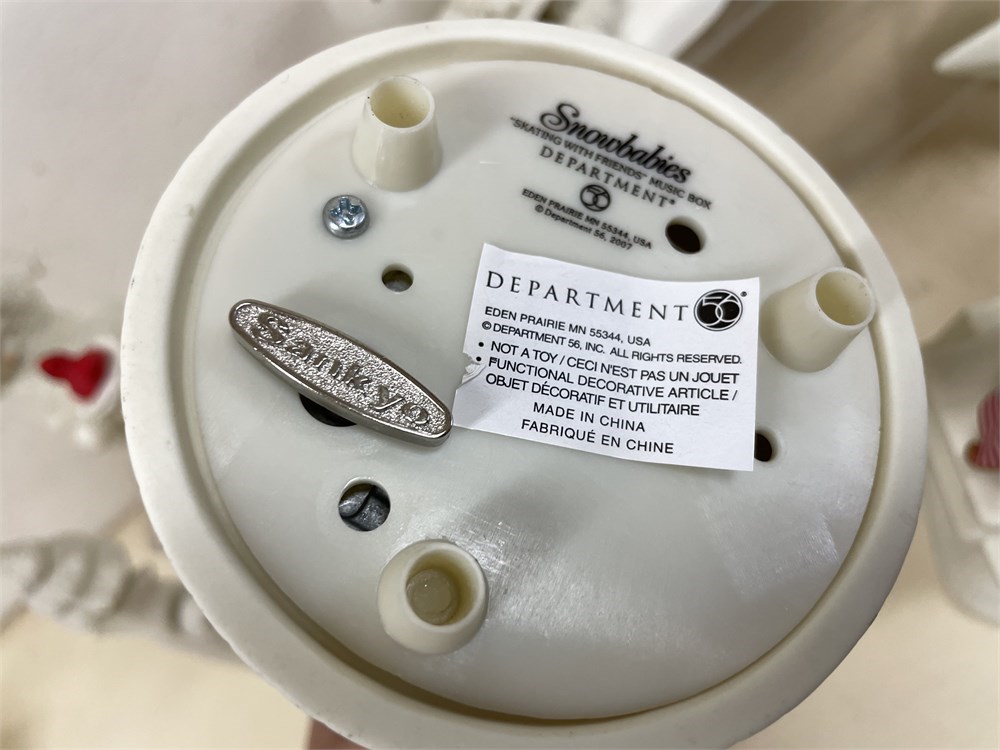 Snowbabies
"SKATING WITH FRIENDS" MUSIC BOX
DEPARTMENT®
56
EDEN PRAIRIE MN 55344, USA
© Department 56, 2007
DEPARTMENT 56®
EDEN PRAIRIE MN 55344, USA
© DEPARTMENT 56, INC. ALL RIGHTS RESERVED.
• NOT A TOY / CECI N'EST PAS UN JOUET
• FUNCTIONAL DECORATIVE ARTICLE /
OBJET DÉCORATIF ET UTILITAIRE
MADE IN CHINA
FABRIQUÉ EN CHINE
Sankyo